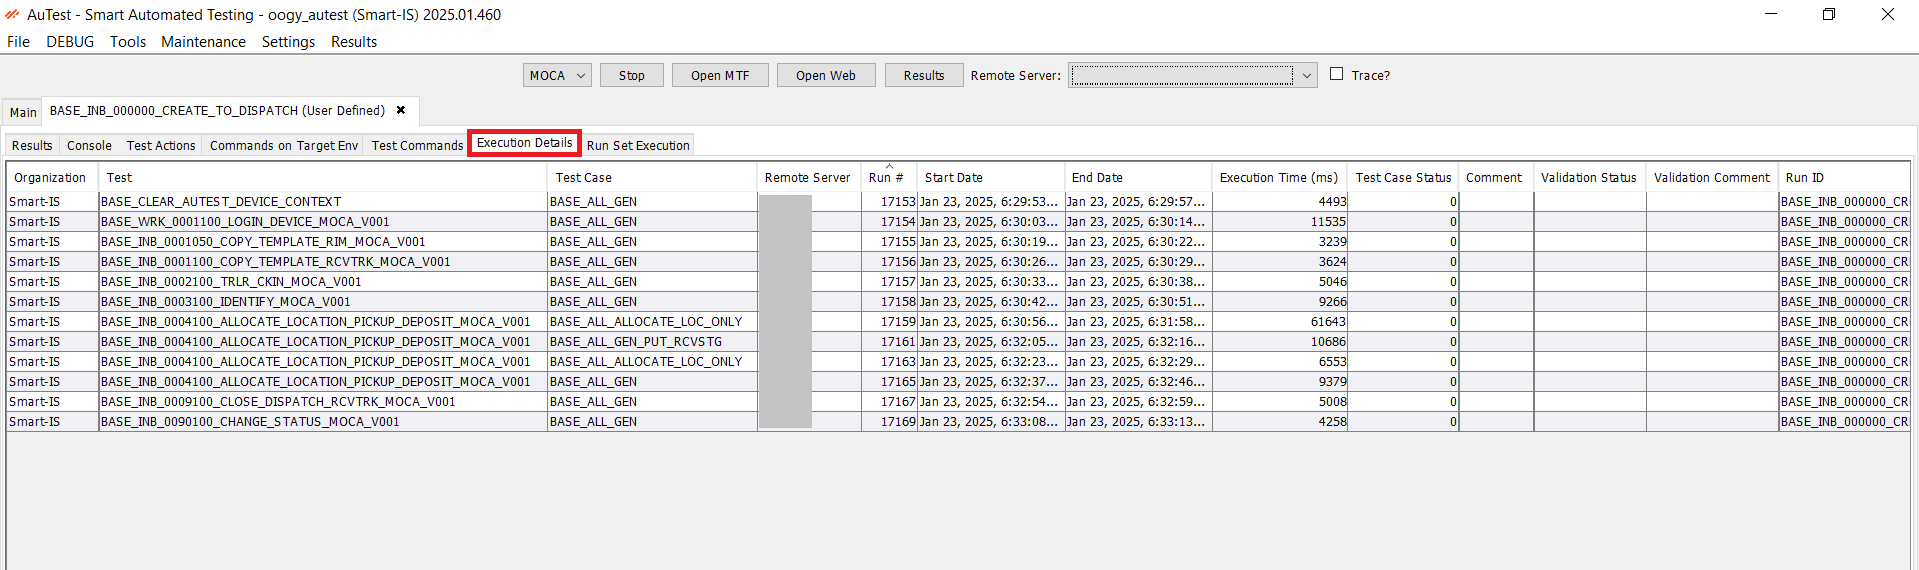 AuTest - Smart Automated Testing - oogy_autest (Smart-IS) 2025.01.460
File DEBUG Tools Maintenance Settings Results
MOCA Stop Open MTF Open Web Results Remote Server: Trace?
Main BASE_INB_000000_CREATE_TO_DISPATCH (User Defined)
Results Console Test Actions Commands on Target Env Test Commands Execution Details Run Set Execution
Organization Test Test Case Remote Server Run # Start Date End Date Execution Time (ms) Test Case Status Comment Validation Status Validation Comment Run ID
Smart-IS BASE_CLEAR_AUTEST_DEVICE_CONTEXT BASE_ALL_GEN 17153 Jan 23, 2025, 6:29:53... Jan 23, 2025, 6:29:57... 4493 0 BASE_INB_000000_CR
Smart-IS BASE_WRK_0001100_LOGIN_DEVICE_MOCA_V001 BASE_ALL_GEN 17154 Jan 23, 2025, 6:30:03... Jan 23, 2025, 6:30:14... 11535 0 BASE_INB_000000_CR
Smart-IS BASE_INB_0001050_COPY_TEMPLATE_RIM_MOCA_V001 BASE_ALL_GEN 17155 Jan 23, 2025, 6:30:19... Jan 23, 2025, 6:30:22... 3239 0 BASE_INB_000000_CR
Smart-IS BASE_INB_0001100_COPY_TEMPLATE_RCVTRK_MOCA_V001 BASE_ALL_GEN 17156 Jan 23, 2025, 6:30:26... Jan 23, 2025, 6:30:29... 3624 0 BASE_INB_000000_CR
Smart-IS BASE_INB_0002100_TRLR_CKIN_MOCA_V001 BASE_ALL_GEN 17157 Jan 23, 2025, 6:30:33... Jan 23, 2025, 6:30:38... 5046 0 BASE_INB_000000_CR
Smart-IS BASE_INB_0003100_IDENTIFY_MOCA_V001 BASE_ALL_GEN 17158 Jan 23, 2025, 6:30:42... Jan 23, 2025, 6:30:51... 9266 0 BASE_INB_000000_CR
Smart-IS BASE_INB_0004100_ALLOCATE_LOCATION_PICKUP_DEPOSIT_MOCA_V001 BASE_ALL_ALLOCATE_LOC_ONLY 17159 Jan 23, 2025, 6:30:56... Jan 23, 2025, 6:31:58... 61643 0 BASE_INB_000000_CR
Smart-IS BASE_INB_0004100_ALLOCATE_LOCATION_PICKUP_DEPOSIT_MOCA_V001 BASE_ALL_GEN_PUT_RCVSTG 17161 Jan 23, 2025, 6:32:05... Jan 23, 2025, 6:32:16... 10686 0 BASE_INB_000000_CR
Smart-IS BASE_INB_0004100_ALLOCATE_LOCATION_PICKUP_DEPOSIT_MOCA_V001 BASE_ALL_ALLOCATE_LOC_ONLY 17163 Jan 23, 2025, 6:32:23... Jan 23, 2025, 6:32:29... 6553 0 BASE_INB_000000_CR
Smart-IS BASE_INB_0004100_ALLOCATE_LOCATION_PICKUP_DEPOSIT_MOCA_V001 BASE_ALL_GEN 17165 Jan 23, 2025, 6:32:37... Jan 23, 2025, 6:32:46... 9379 0 BASE_INB_000000_CR
Smart-IS BASE_INB_0009100_CLOSE_DISPATCH_RCVTRK_MOCA_V001 BASE_ALL_GEN 17167 Jan 23, 2025, 6:32:54... Jan 23, 2025, 6:32:59... 5008 0 BASE_INB_000000_CR
Smart-IS BASE_INB_0090100_CHANGE_STATUS_MOCA_V001 BASE_ALL_GEN 17169 Jan 23, 2025, 6:33:08... Jan 23, 2025, 6:33:13... 4258 0 BASE_INB_000000_CR